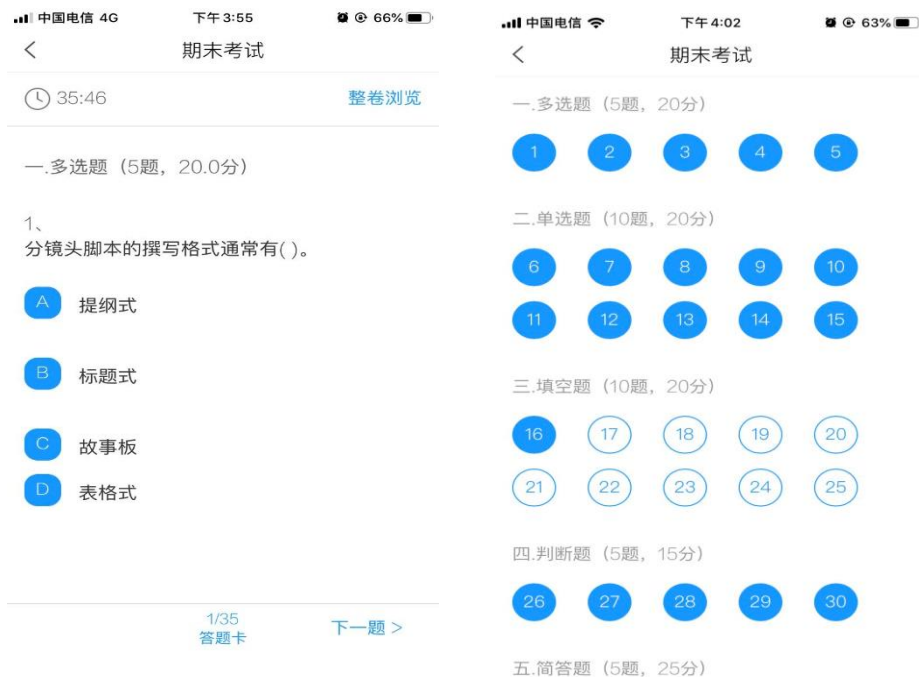 中国电信 4G 下午3:55 66%
期末考试
35:46 整卷浏览
一.多选题（5题，20.0分）
1、
分镜头脚本的撰写格式通常有( )。
A 提纲式
B 标题式
C 故事板
D 表格式
1/35
答题卡
下一题 >
中国电信 下午4:02 63%
期末考试
一.多选题（5题，20分）
1 2 3 4 5
二.单选题（10题，20分）
6 7 8 9 10
11 12 13 14 15
三.填空题（10题，20分）
16 17 18 19 20
21 22 23 24 25
四.判断题（5题，15分）
26 27 28 29 30
五.简答题（5题，25分）